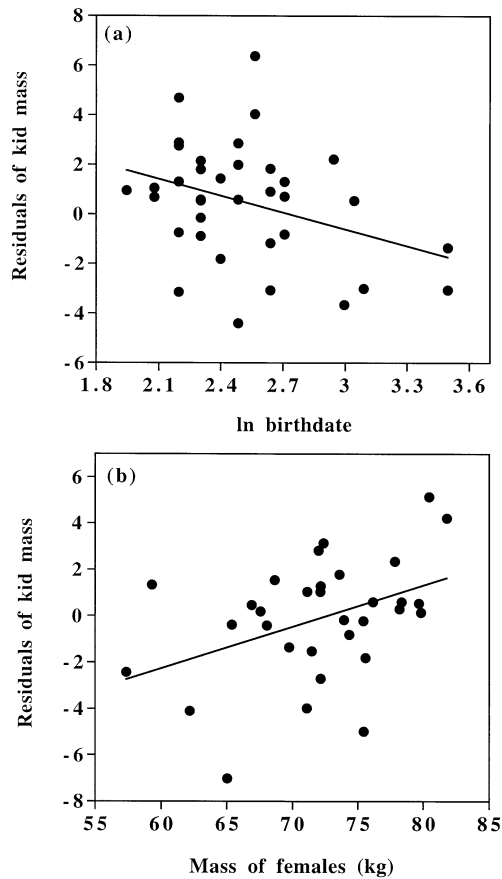 (a)
Residuals of kid mass
8
6
4
2
0
-2
-4
-6
1.8 2.1 2.4 2.7 3 3.3 3.6
ln birthdate
(b)
Residuals of kid mass
6
4
2
0
-2
-4
-6
-8
55 60 65 70 75 80 85
Mass of females (kg)